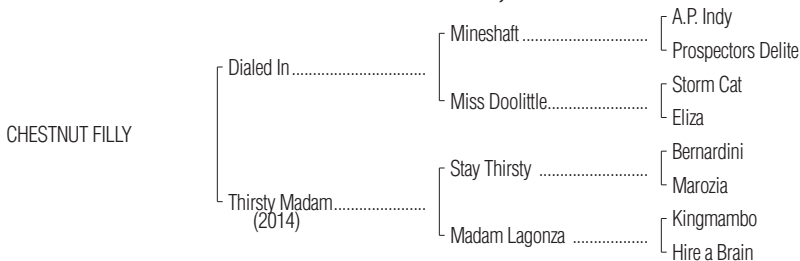 A.P. Indy
Mineshaft ..............................
Prospectors Delite
Dialed In................................
Storm Cat
Miss Doolittle........................
Eliza
CHESTNUT FILLY
Bernardini
Stay Thirsty ..........................
Marozia
Thirsty Madam......................
(2014)
Kingmambo
Madam Lagonza ..................
Hire a Brain